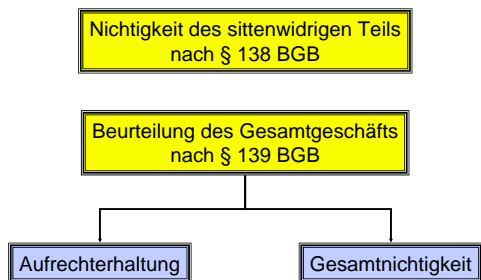 Nichtigkeit des sittenwidrigen Teils
nach § 138 BGB
Beurteilung des Gesamtgeschäfts
nach § 139 BGB
Aufrechterhaltung
Gesamtnichtigkeit